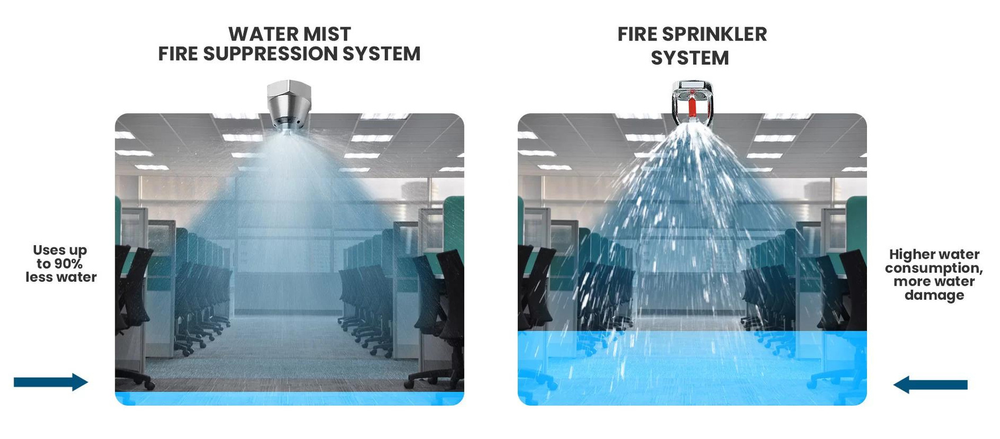 WATER MIST
FIRE SUPPRESSION SYSTEM
FIRE SPRINKLER
SYSTEM
Uses up
to 90%
less water
Higher water
consumption,
more water
damage